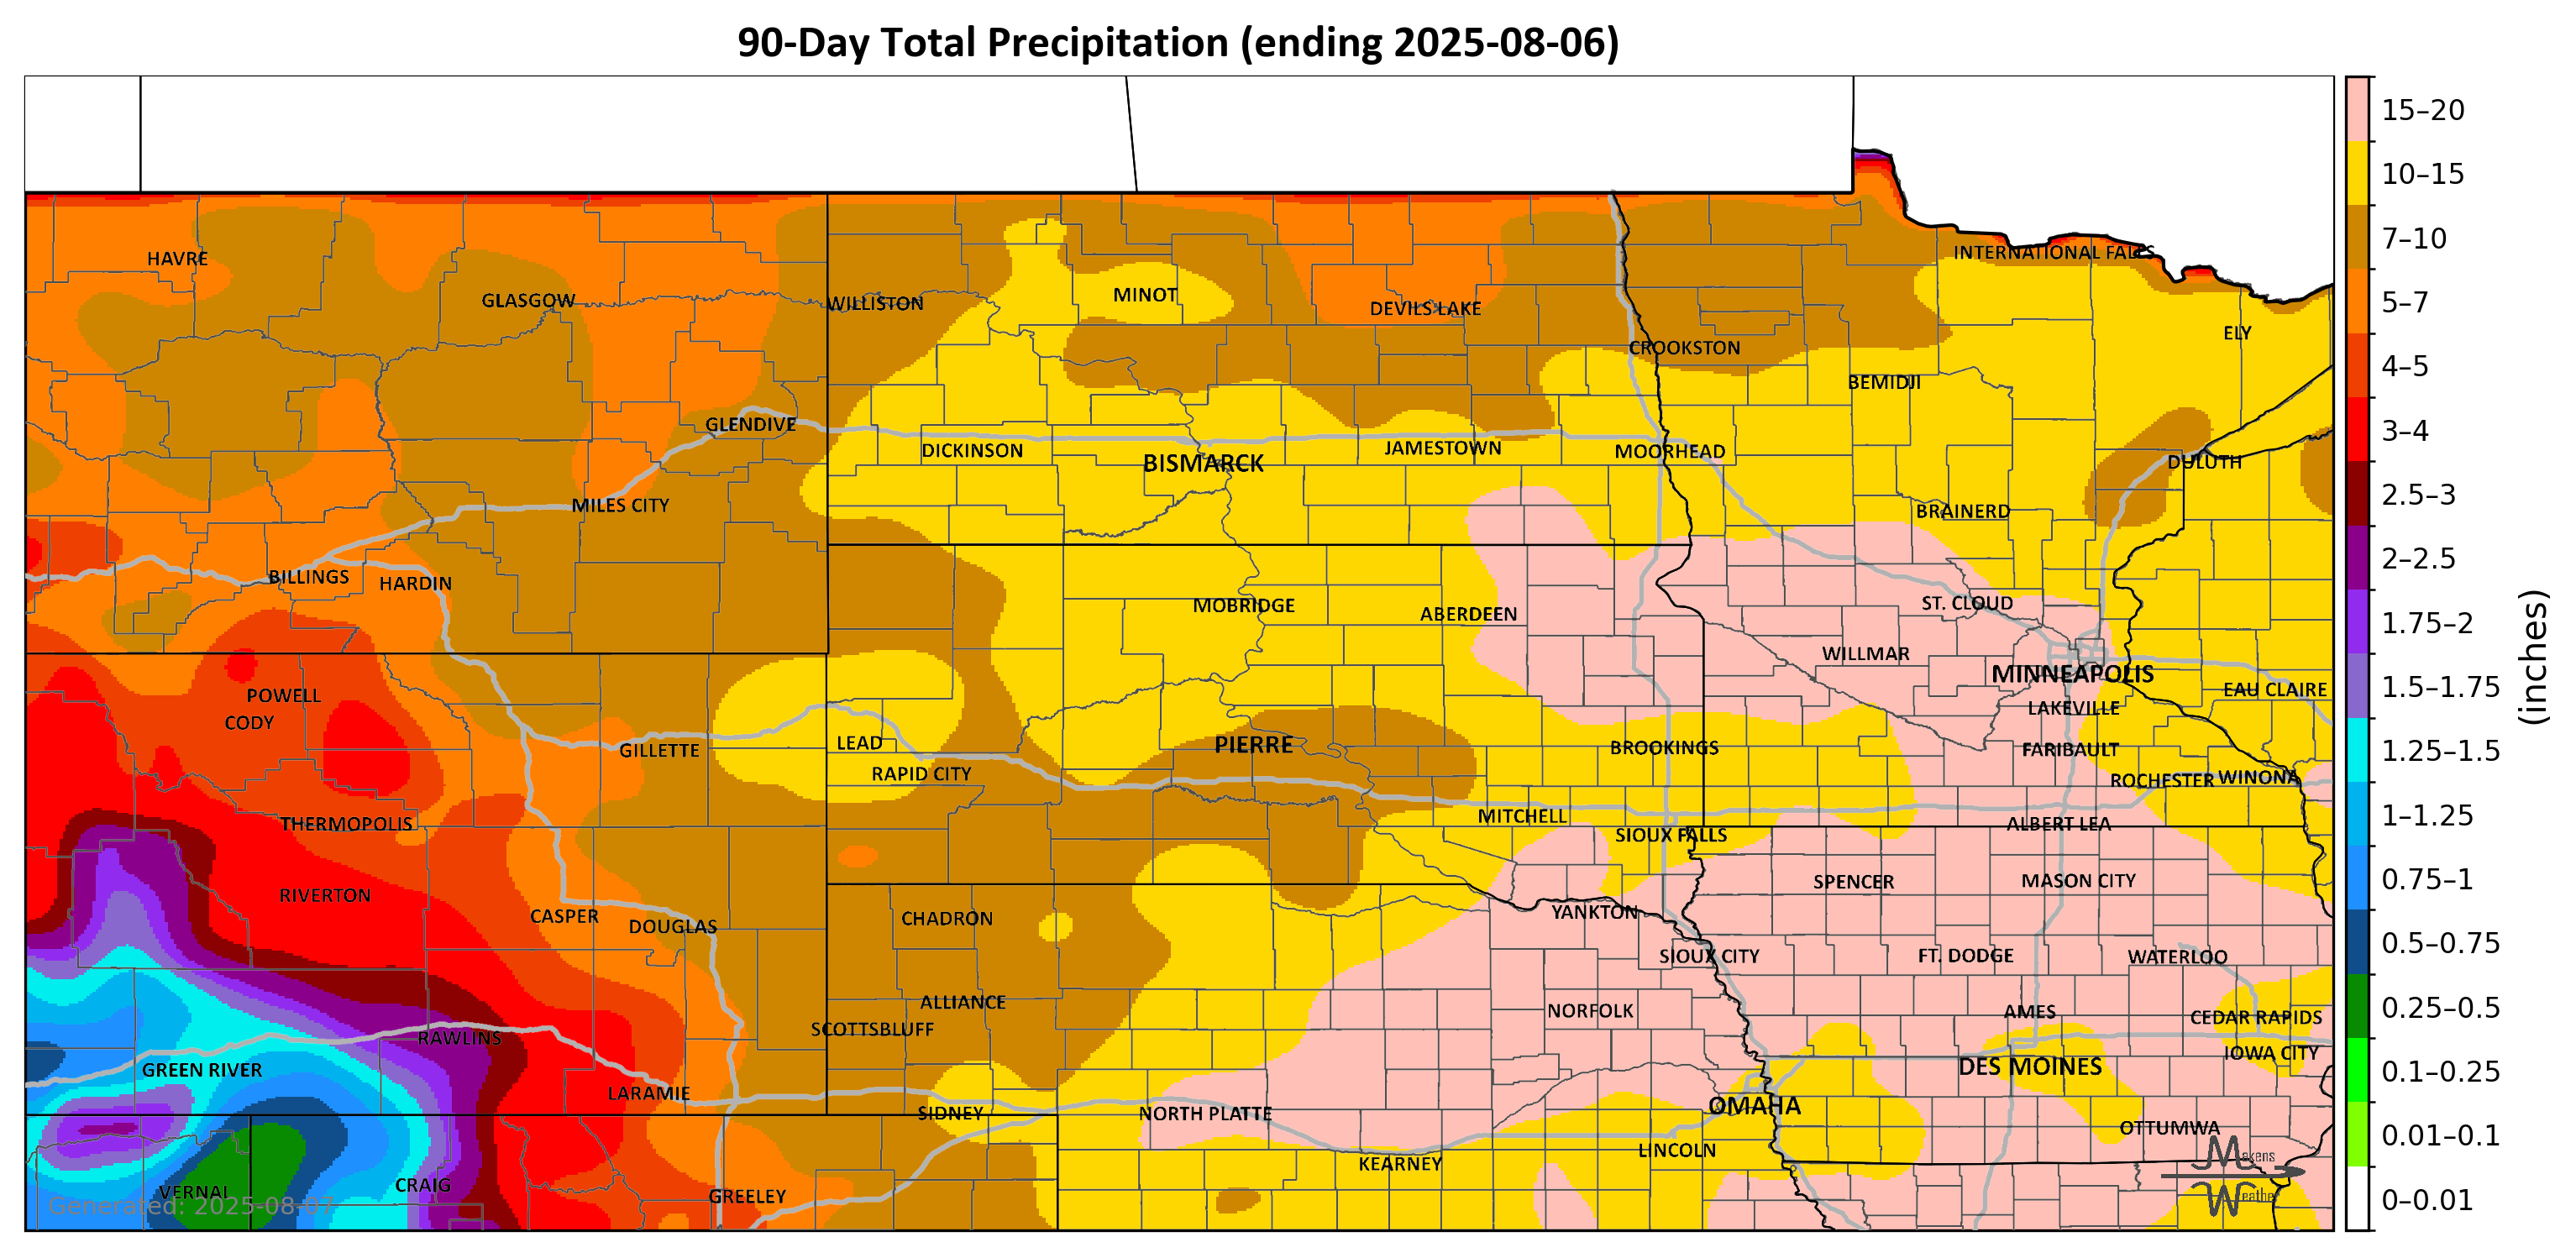 90-Day Total Precipitation (ending 2025-08-06)
15–20
10–15
7–10
5–7
4–5
3–4
2.5–3
2–2.5
1.75–2
1.5–1.75
1.25–1.5
1–1.25
0.75–1
0.5–0.75
0.25–0.5
0.1–0.25
0.01–0.1
0–0.01
(inches)
HAVRE
INTERNATIONAL FALLS
GLASGOW
WILLISTON
MINOT
DEVILS LAKE
ELY
CROOKSTON
BEMIDJI
GLENDIVE
DICKINSON
BISMARCK
JAMESTOWN
MOORHEAD
DULUTH
MILES CITY
BRAINERD
BILLINGS
HARDIN
MOBRIDGE
ABERDEEN
ST. CLOUD
WILLMAR
MINNEAPOLIS
POWELL
EAU CLAIRE
CODY
LAKEVILLE
GILLETTE
LEAD
PIERRE
BROOKINGS
FARIBAULT
RAPID CITY
ROCHESTER
WINONA
THERMOPOLIS
MITCHELL
SIOUX FALLS
ALBERT LEA
RIVERTON
SPENCER
MASON CITY
CASPER
DOUGLAS
CHADRON
YANKTON
SIOUX CITY
FT. DODGE
WATERLOO
ALLIANCE
NORFOLK
AMES
SCOTTSBLUFF
CEDAR RAPIDS
RAWLINS
IOWA CITY
GREEN RIVER
DES MOINES
LARAMIE
SIDNEY
NORTH PLATTE
OMAHA
OTTUMWA
LINCOLN
KEARNEY
VERNAL
CRAIG
GREELEY
Generated: 2025-08-07
Makens
Weather